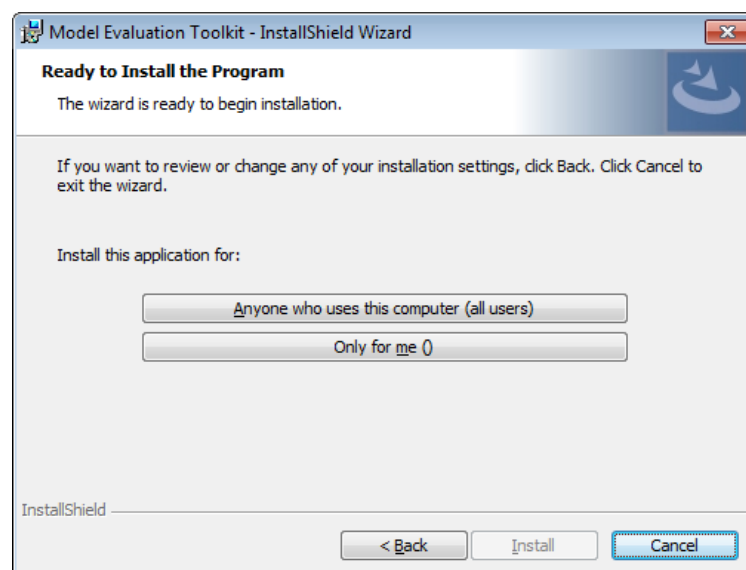 Model Evaluation Toolkit - InstallShield Wizard
Ready to Install the Program
The wizard is ready to begin installation.
If you want to review or change any of your installation settings, click Back. Click Cancel to
exit the wizard.
Install this application for:
Anyone who uses this computer (all users)
Only for me ()
InstallShield
< Back
Install
Cancel